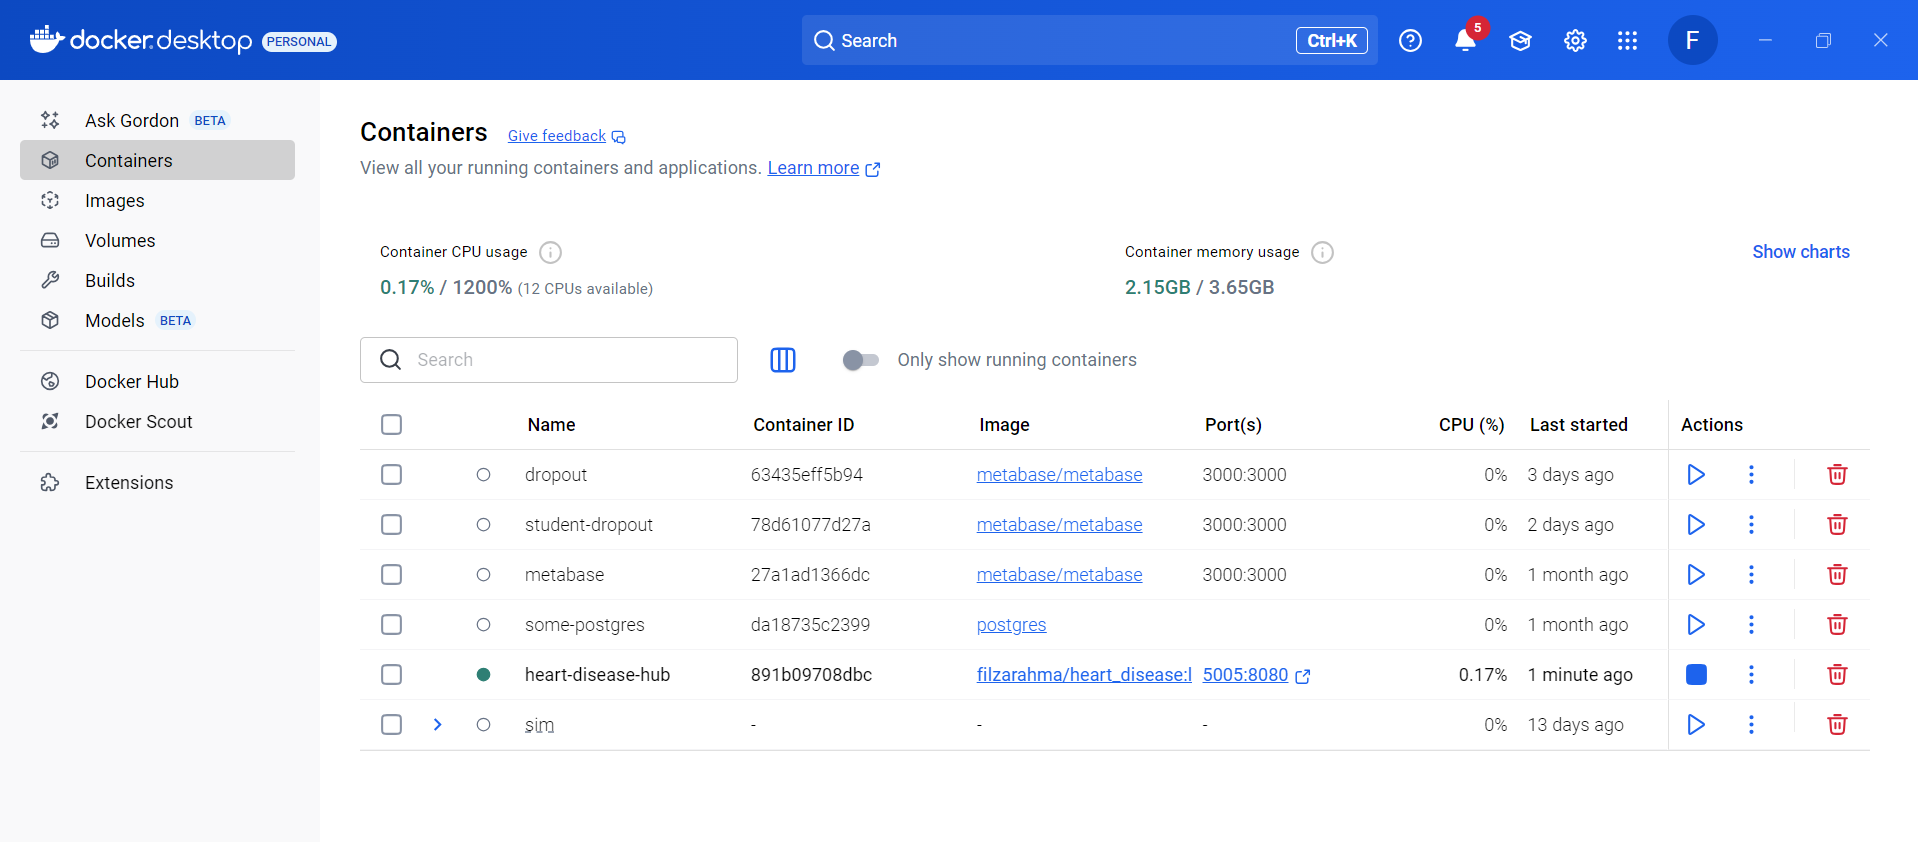 docker.desktop PERSONAL
Search Ctrl+K 5 F
Ask Gordon BETA
Containers
Images
Volumes
Builds
Models BETA
Docker Hub
Docker Scout
Extensions
Containers Give feedback
View all your running containers and applications. Learn more
Container CPU usage
0.17% / 1200% (12 CPUs available)
Container memory usage
2.15GB / 3.65GB
Show charts
Search
Only show running containers
Name Container ID Image Port(s) CPU (%) Last started Actions
dropout 63435eff5b94 metabase/metabase 3000:3000 0% 3 days ago
student-dropout 78d61077d27a metabase/metabase 3000:3000 0% 2 days ago
metabase 27a1ad1366dc metabase/metabase 3000:3000 0% 1 month ago
some-postgres da18735c2399 postgres 0% 1 month ago
heart-disease-hub 891b09708dbc filzarahma/heart_disease:l 5005:8080 0.17% 1 minute ago
sim - - - 0% 13 days ago